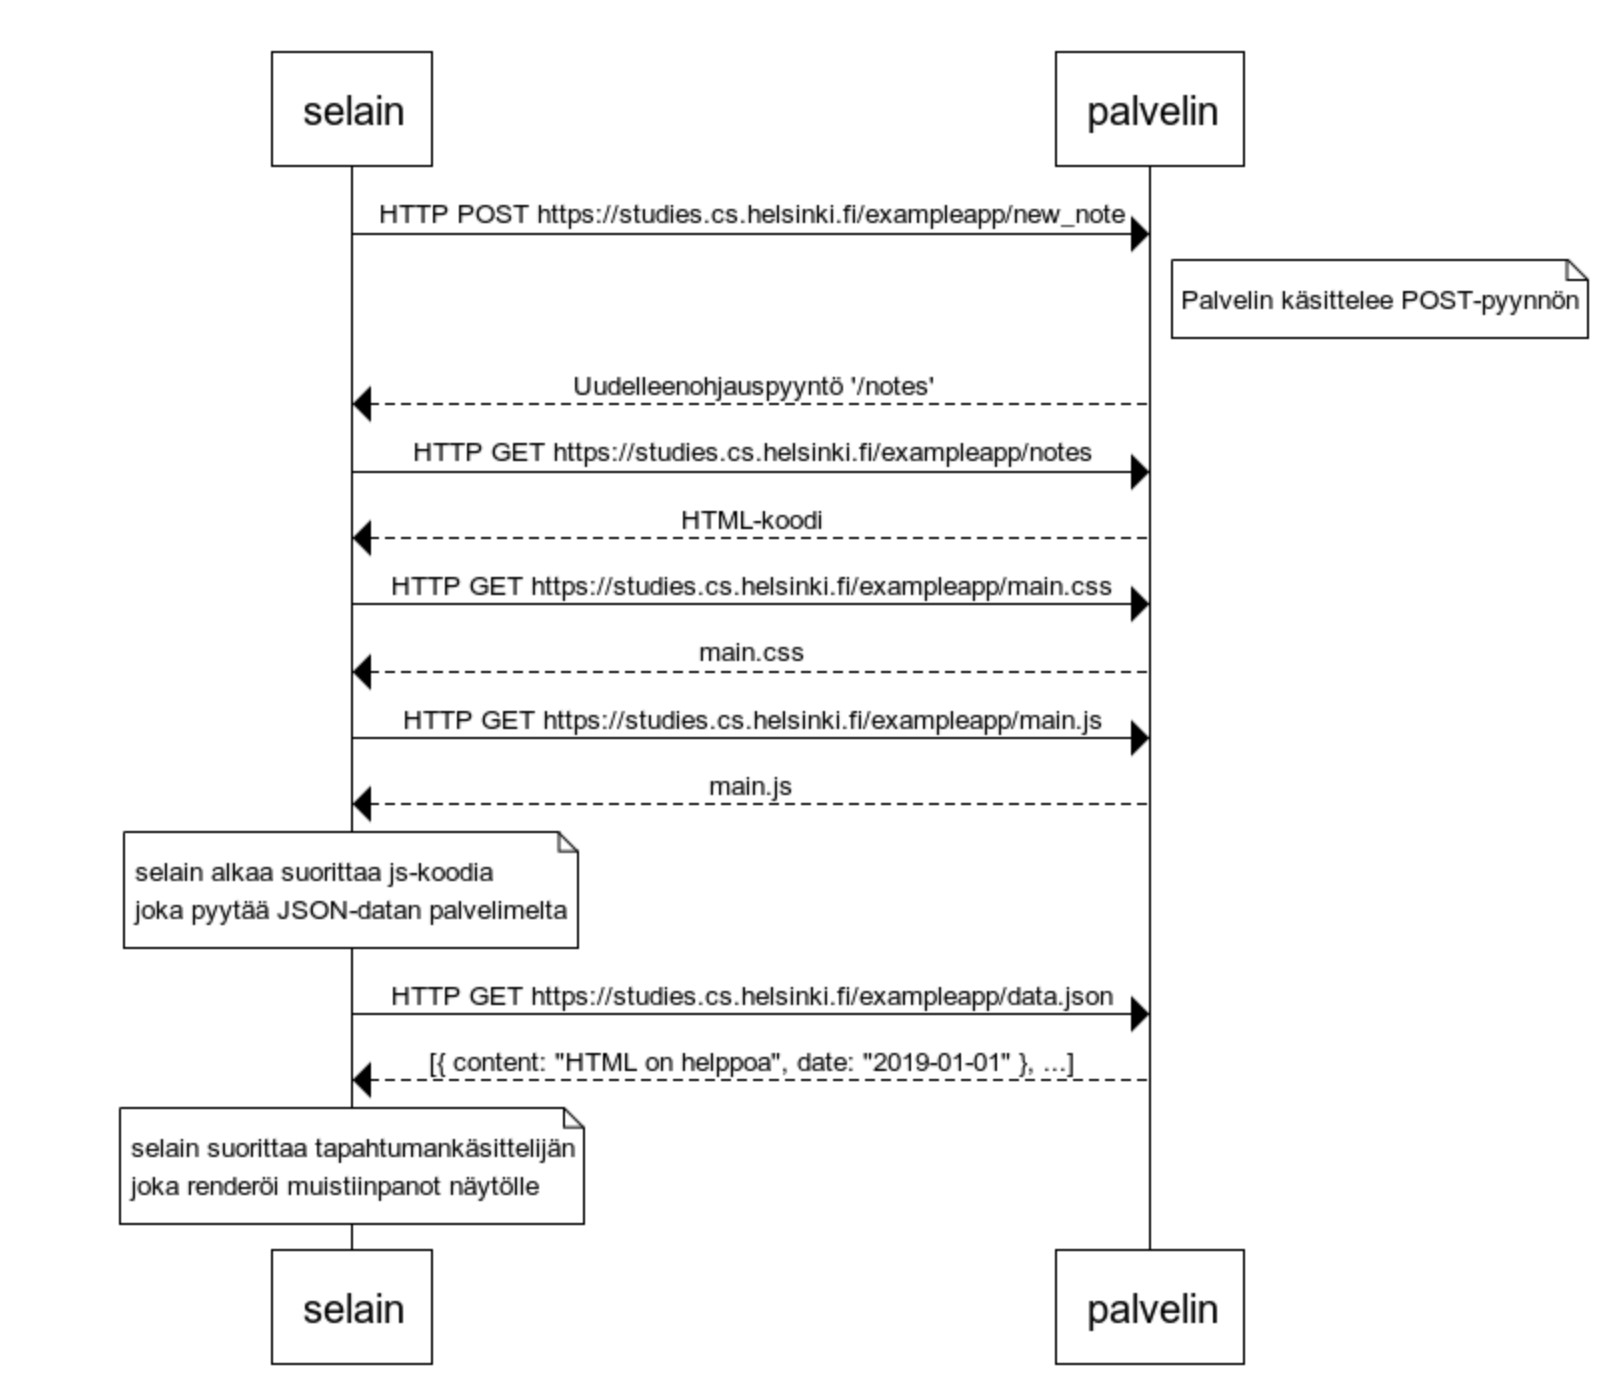 selain
palvelin
HTTP POST https://studies.cs.helsinki.fi/exampleapp/new_note
Palvelin käsittelee POST-pyynnön
Uudelleenohjauspyyntö '/notes'
HTTP GET https://studies.cs.helsinki.fi/exampleapp/notes
HTML-koodi
HTTP GET https://studies.cs.helsinki.fi/exampleapp/main.css
main.css
HTTP GET https://studies.cs.helsinki.fi/exampleapp/main.js
main.js
selain alkaa suorittaa js-koodia
joka pyytää JSON-datan palvelimelta
HTTP GET https://studies.cs.helsinki.fi/exampleapp/data.json
[{ content: "HTML on helppoa", date: "2019-01-01" }, ...]
selain suorittaa tapahtumankäsittelijän
joka renderöi muistiinpanot näytölle
selain
palvelin